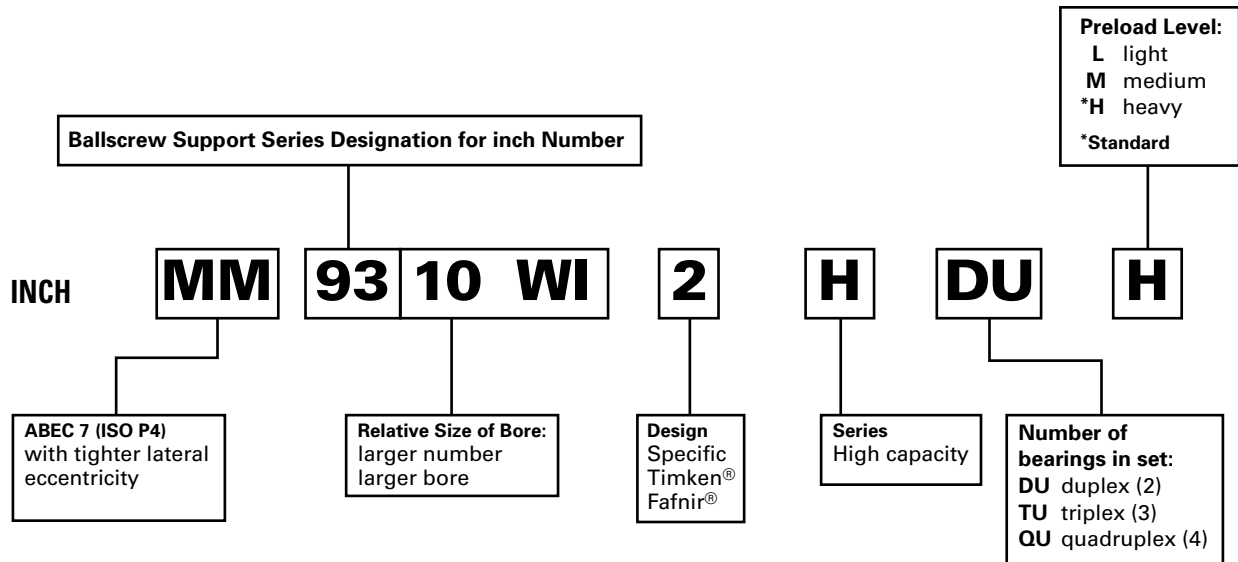 Preload Level:
L light
M medium
*H heavy
*Standard
Ballscrew Support Series Designation for inch Number
INCH MM 93 10 WI 2 H DU H
ABEC 7 (ISO P4)
with tighter lateral
eccentricity
Relative Size of Bore:
larger number
larger bore
Design
Specific
Timken®
Fafnir®
Series
High capacity
Number of
bearings in set:
DU duplex (2)
TU triplex (3)
QU quadruplex (4)